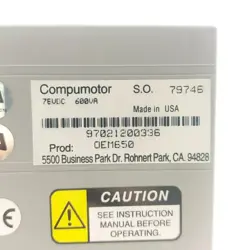 Compumotor S.O. 79746
75VDC 600VA
Made in USA
97021200336
Prod: OEM650
5500 Business Park Dr. Rohnert Park, CA. 94928
CAUTION
SEE INSTRUCTION
MANUAL BEFORE
OPERATING.
CE